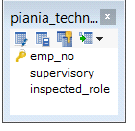 piania_techn...
emp_no
supervisory
inspected_role